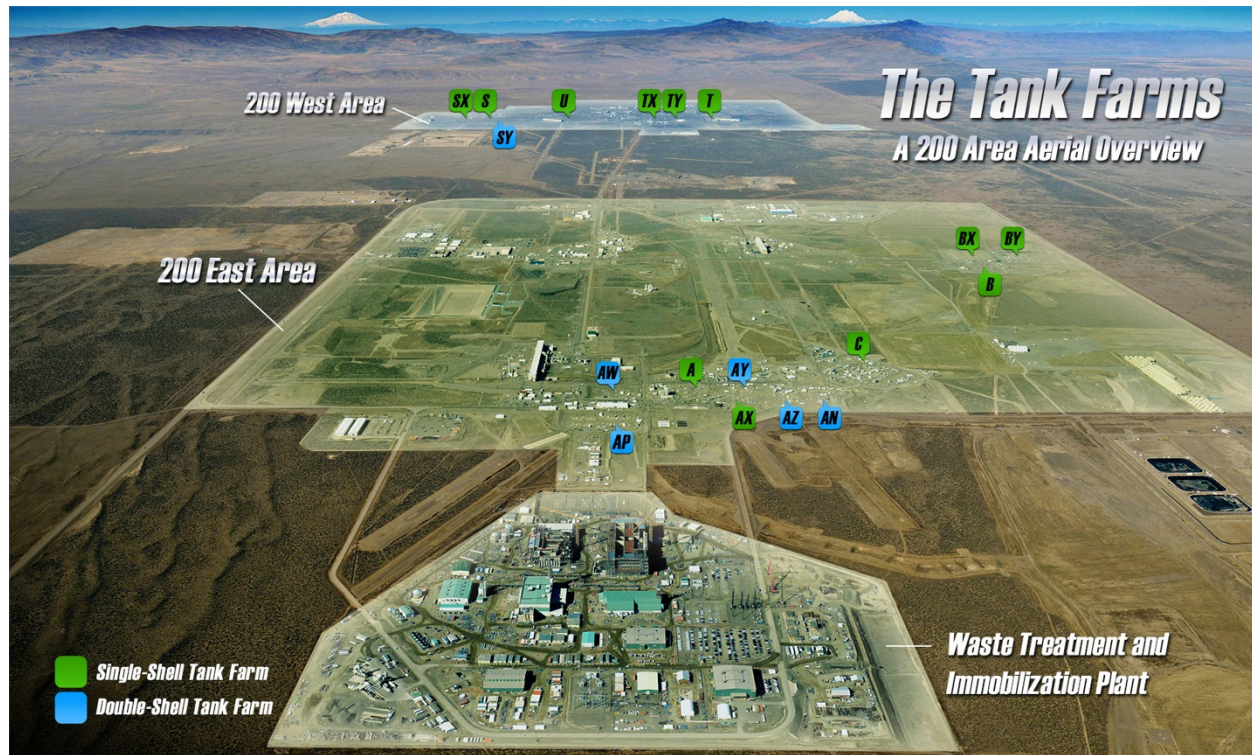 The Tank Farms
A 200 Area Aerial Overview
200 West Area
SX
S
U
TX
TY
T
SY
200 East Area
BX
BY
B
C
AW
A
AY
AX
AZ
AN
AP
Waste Treatment and
Immobilization Plant
Single-Shell Tank Farm
Double-Shell Tank Farm